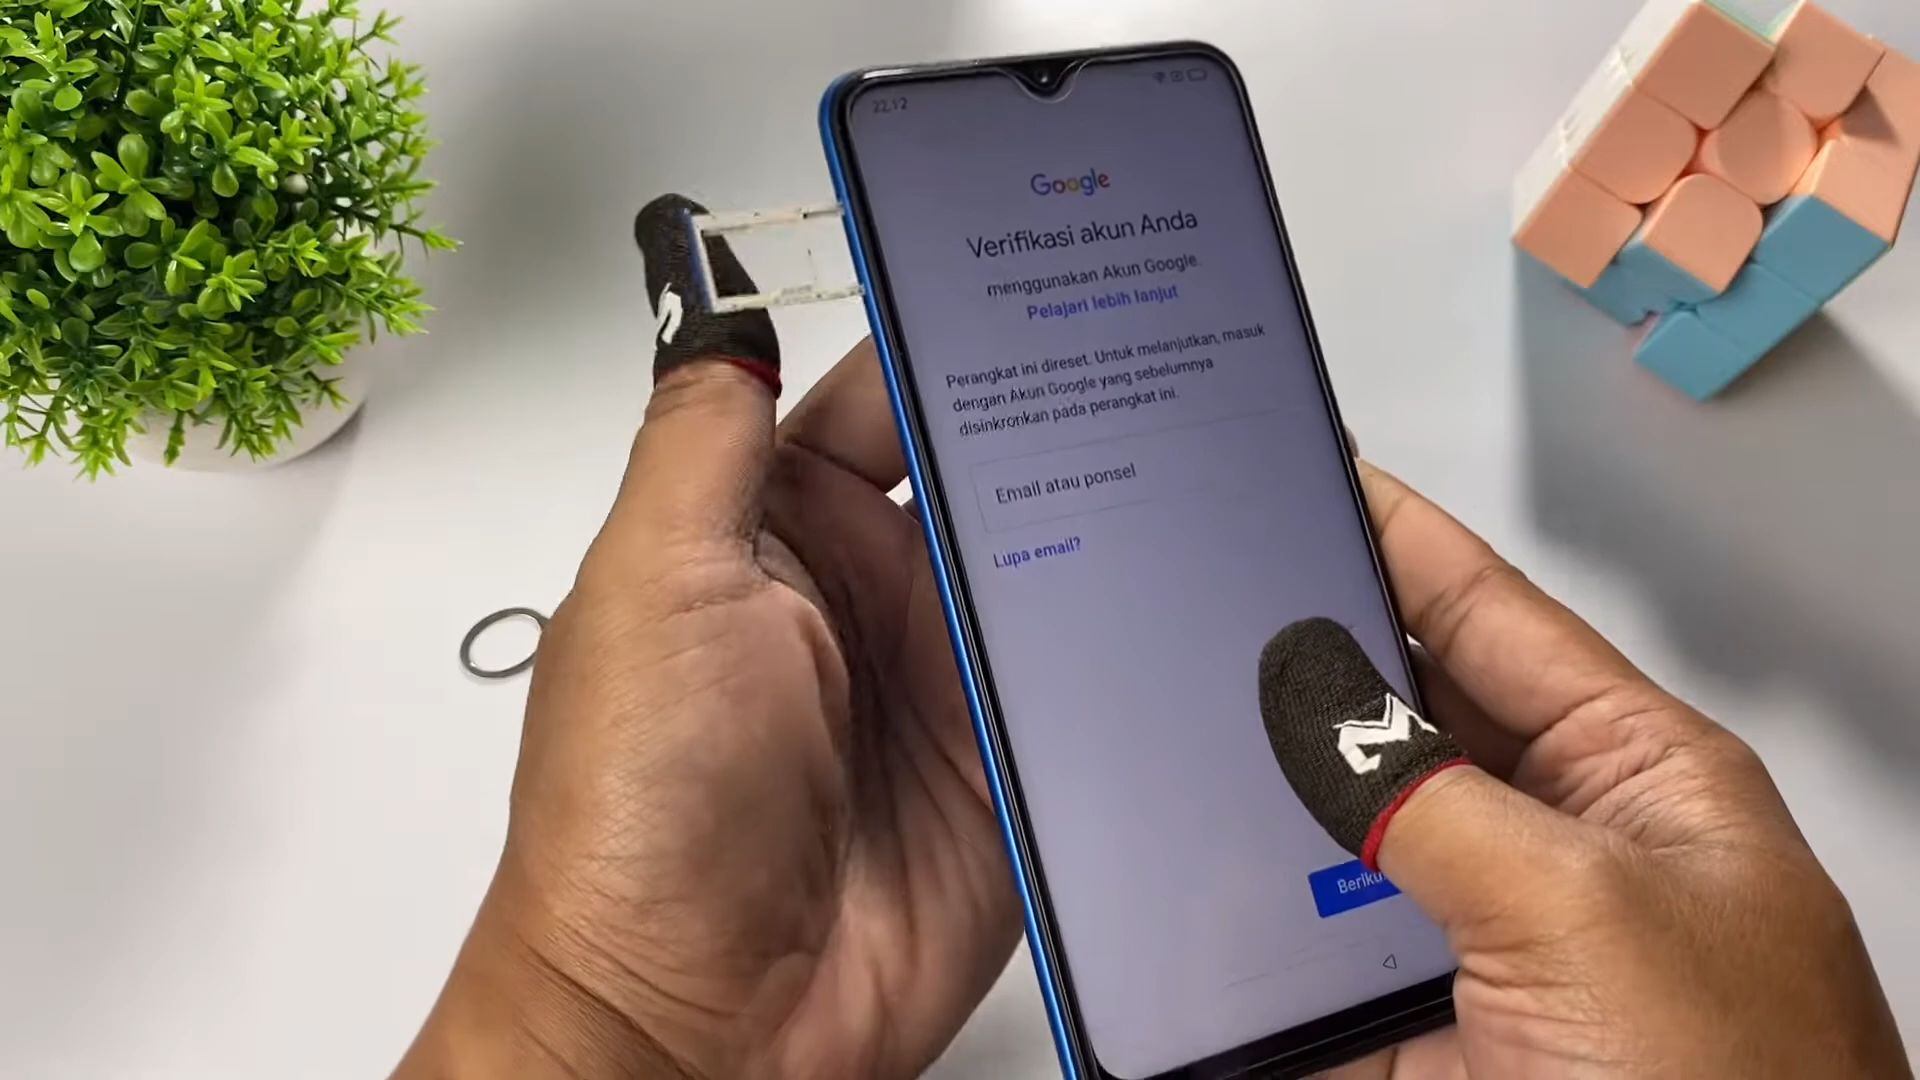 22.12
Google
Verifikasi akun Anda
menggunakan Akun Google.
Pelajari lebih lanjut
Perangkat ini direset. Untuk melanjutkan, masuk
dengan Akun Google yang sebelumnya
disinkronkan pada perangkat ini.
Email atau ponsel
Lupa email?
Beriku